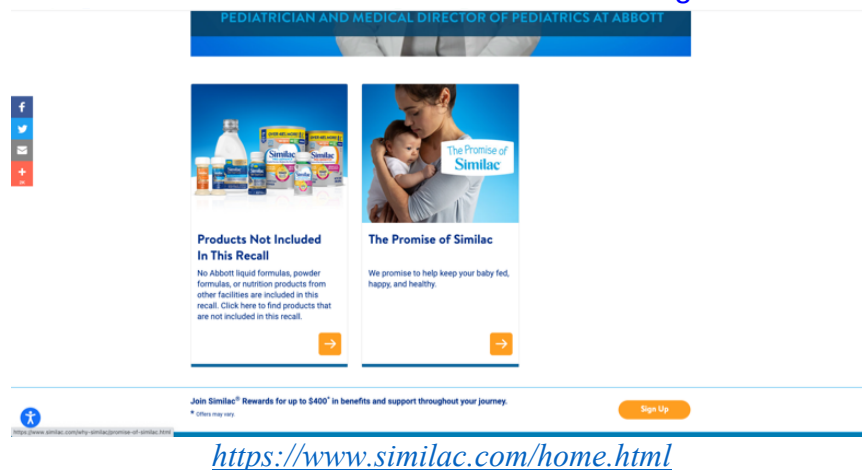 PEDIATRICIAN AND MEDICAL DIRECTOR OF PEDIATRICS AT ABBOTT
OVER 40% MORE
Similac
Similac
The Promise of
Similac
Products Not Included
In This Recall
No Abbott liquid formulas, powder
formulas, or nutrition products from
other facilities are included in this
recall. Click here to find products that
are not included in this recall.
The Promise of Similac
We promise to help keep your baby fed,
happy, and healthy.
Join Similac® Rewards for up to $400* in benefits and support throughout your journey.
* Offers may vary
Sign Up
https://www.similac.com/why-similac/promise-of-similac.html
https://www.similac.com/home.html